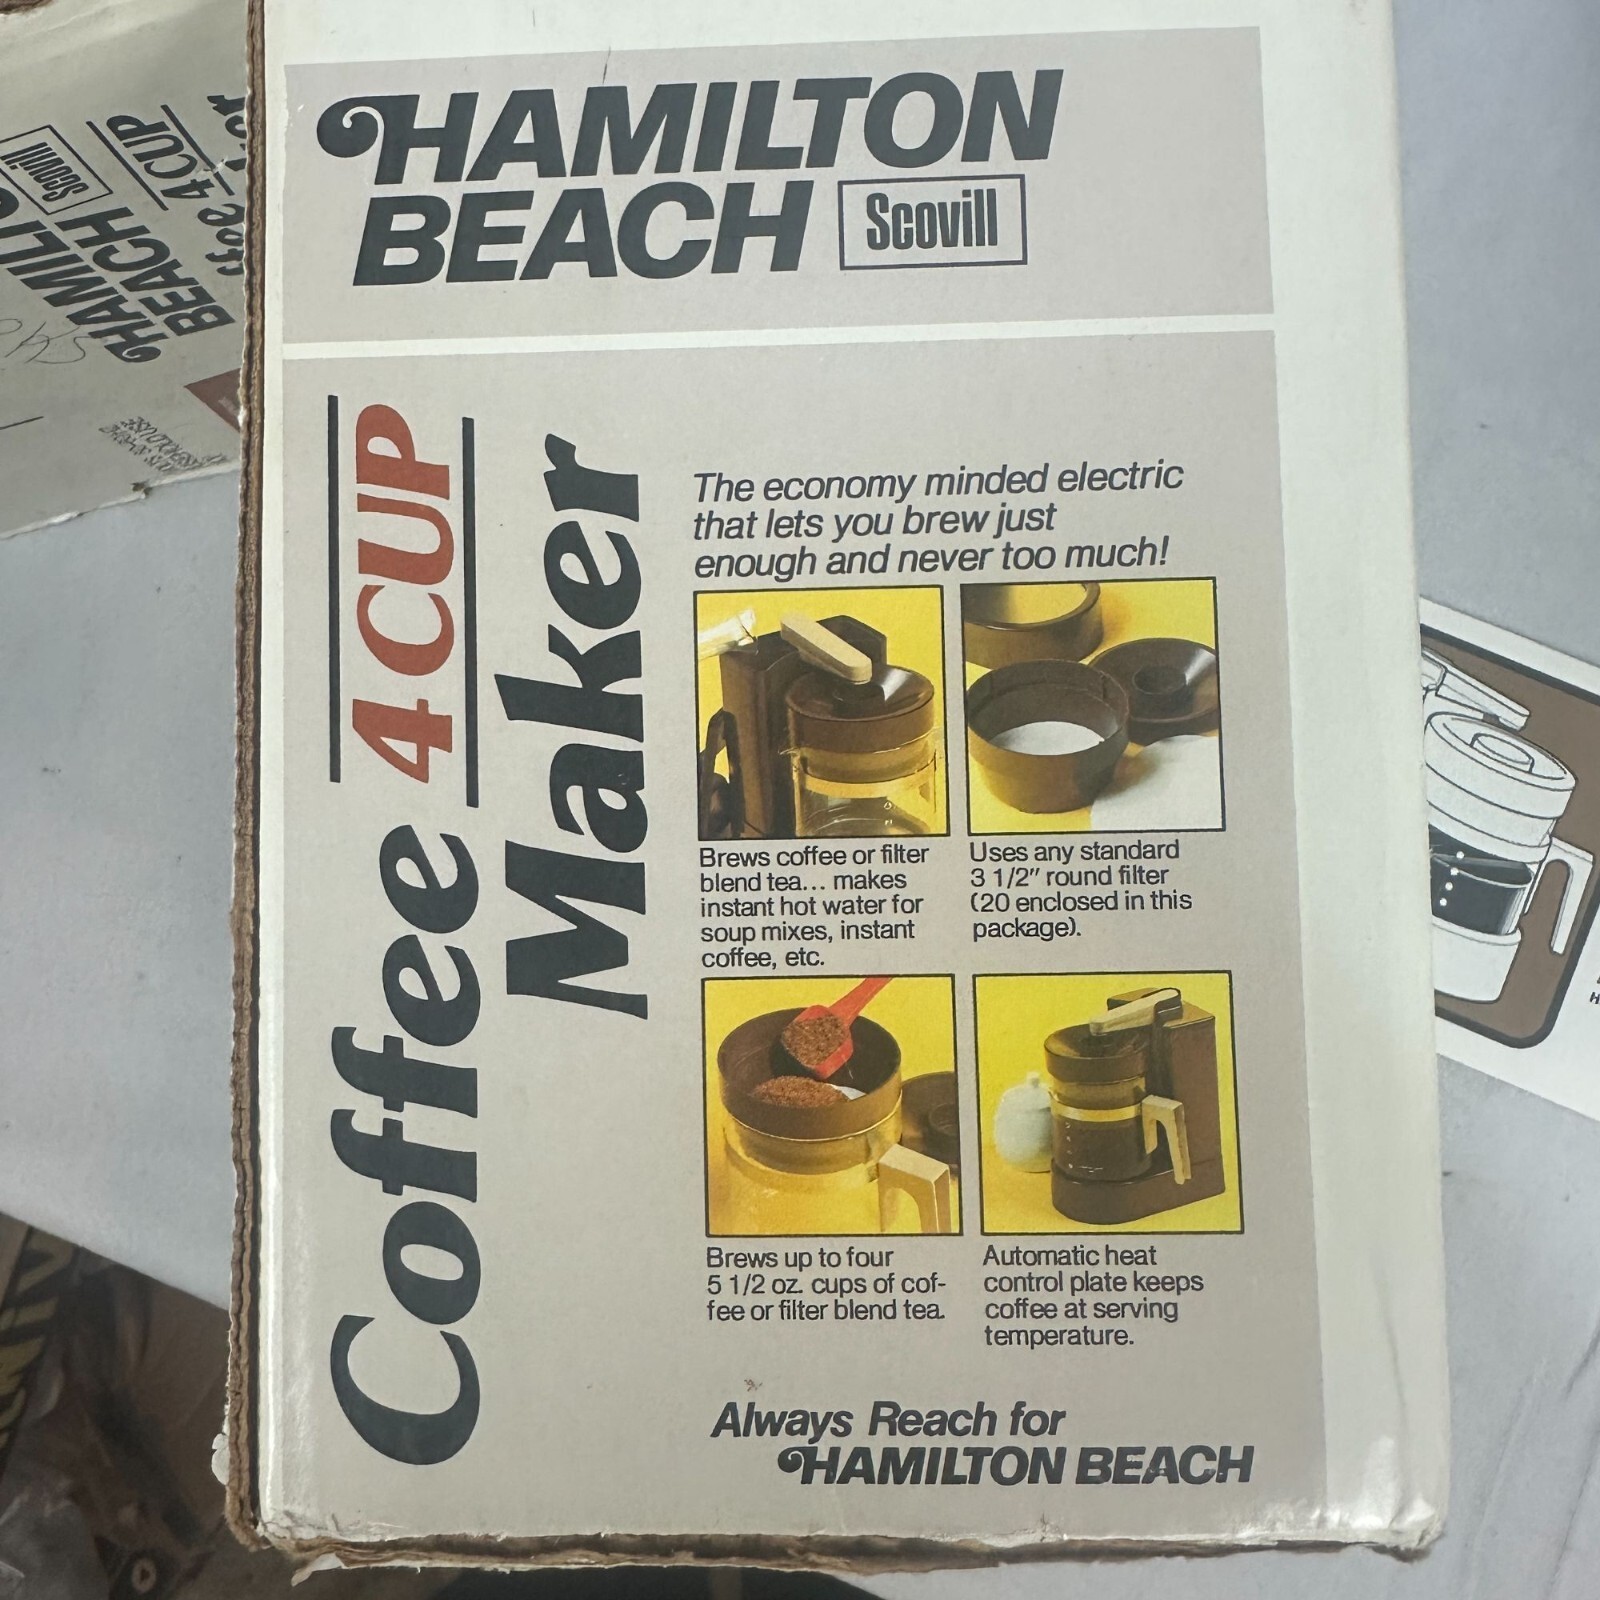 HAMILTON
BEACH Scovill
Coffee 4 CUP
Maker
The economy minded electric
that lets you brew just
enough and never too much!
Brews coffee or filter
blend tea... makes
instant hot water for
soup mixes, instant
coffee, etc.
Uses any standard
3 1/2" round filter
(20 enclosed in this
package).
Brews up to four
5 1/2 oz. cups of cof-
fee or filter blend tea.
Automatic heat
control plate keeps
coffee at serving
temperature.
Always Reach for
HAMILTON BEACH
BEACH Scovill
4 CUP